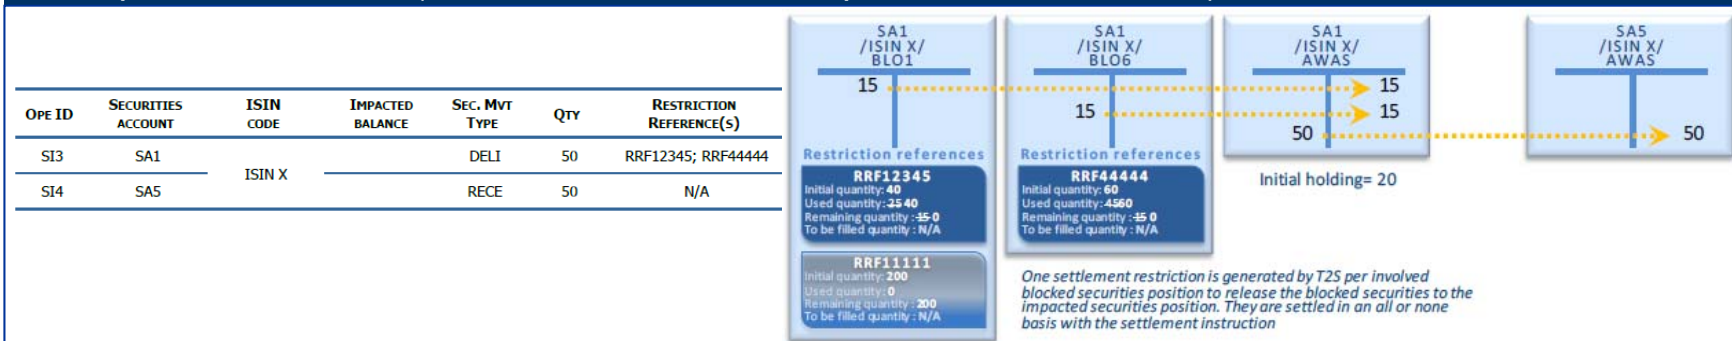 OPE ID SECURITIES ACCOUNT ISIN CODE IMPACTED BALANCE SEC. MVT TYPE QTY RESTRICTION REFERENCE(S)
SI3 SA1 ISIN X DELI 50 RRF12345; RRF44444
SI4 SA5 RECE 50 N/A
SA1
/ISIN X/
BLO1
15
Restriction references
RRF12345
Initial quantity: 40
Used quantity: 25 40
Remaining quantity : 15 0
To be filled quantity : N/A
RRF11111
Initial quantity: 200
Used quantity: 0
Remaining quantity : 200
To be filled quantity : N/A
SA1
/ISIN X/
BLO6
15
Restriction references
RRF44444
Initial quantity: 60
Used quantity: 4560
Remaining quantity : 15 0
To be filled quantity : N/A
SA1
/ISIN X/
AWAS
15
15
50
Initial holding= 20
SA5
/ISIN X/
AWAS
50
One settlement restriction is generated by T2S per involved
blocked securities position to release the blocked securities to the
impacted securities position. They are settled in an all or none
basis with the settlement instruction